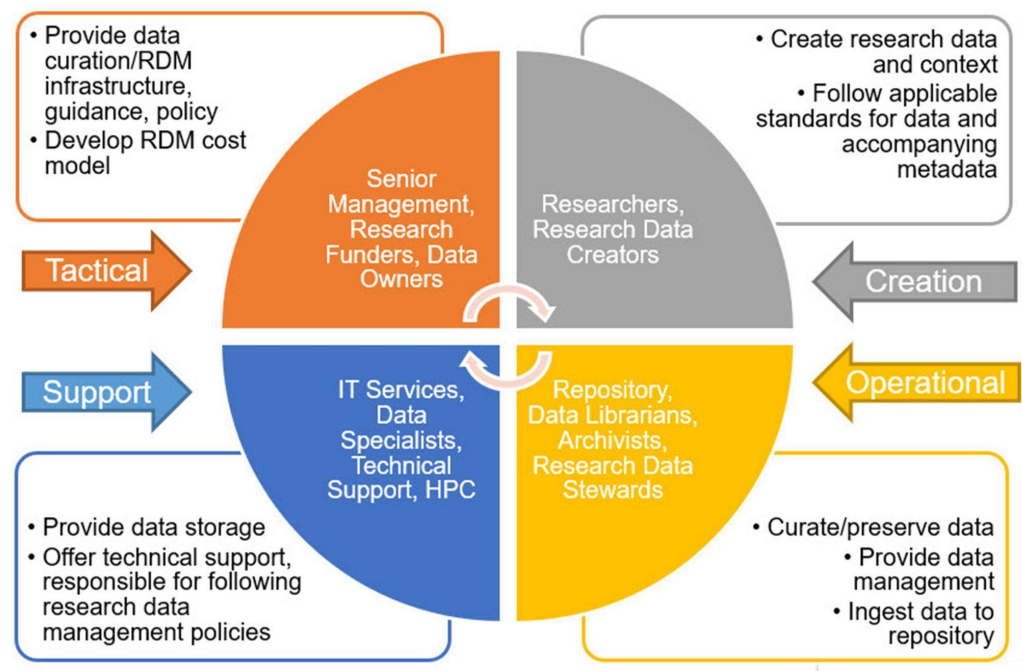 • Provide data
curation/RDM
infrastructure,
guidance, policy
• Develop RDM cost
model
• Create research data
and context
• Follow applicable
standards for data and
accompanying
metadata
Senior
Management,
Research
Funders, Data
Owners
Researchers,
Research Data
Creators
Tactical
Creation
Support
Operational
IT Services,
Data
Specialists,
Technical
Support, HPC
Repository,
Data Librarians,
Archivists,
Research Data
Stewards
• Provide data storage
• Offer technical support,
responsible for following
research data
management policies
• Curate/preserve data
• Provide data
management
• Ingest data to
repository